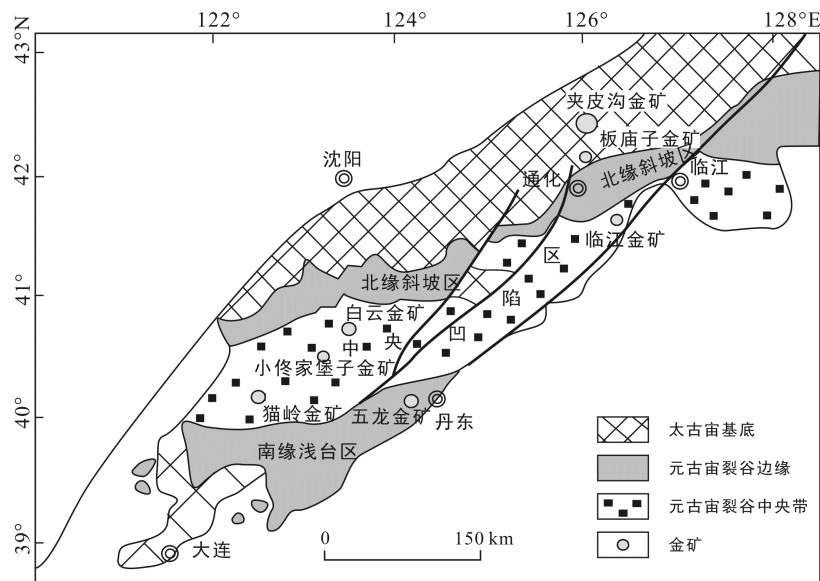 122°
124°
126°
128°E
43°N
42°
41°
40°
39°
夹皮沟金矿
板庙子金矿
沈阳
通化
北缘斜坡区
临江
临江金矿
北缘斜坡区
白云金矿
中央凹陷区
小佟家堡子金矿
猫岭金矿
五龙金矿
丹东
南缘浅台区
大连
0
150 km
太古宙基底
元古宙裂谷边缘
元古宙裂谷中央带
金矿